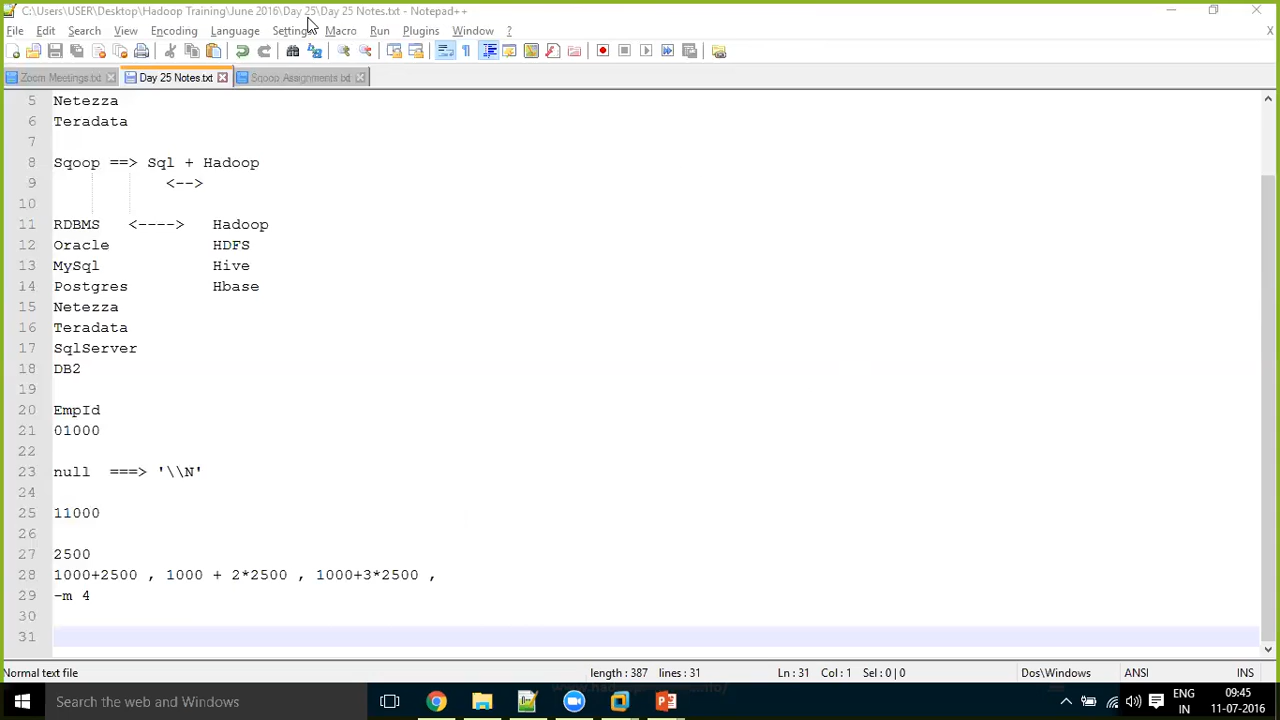 C:\Users\USER\Desktop\Hadoop Training\June 2016\Day 25\Day 25 Notes.txt - Notepad++
File Edit Search View Encoding Language Settings Macro Run Plugins Window ? X
Zoom Meetings.txt Day 25 Notes.txt Sqoop Assignments.txt
5 Netezza
6 Teradata
7
8 Sqoop ==> Sql + Hadoop
9 <-->
10
11 RDBMS <----> Hadoop
12 Oracle HDFS
13 MySql Hive
14 Postgres Hbase
15 Netezza
16 Teradata
17 SqlServer
18 DB2
19
20 EmpId
21 01000
22
23 null ===> '\\N'
24
25 11000
26
27 2500
28 1000+2500 , 1000 + 2*2500 , 1000+3*2500 ,
29 -m 4
30
31
Normal text file length : 387 lines : 31 Ln : 31 Col : 1 Sel : 0 | 0 Dos\Windows ANSI INS
Search the web and Windows ENG 09:45
IN 11-07-2016